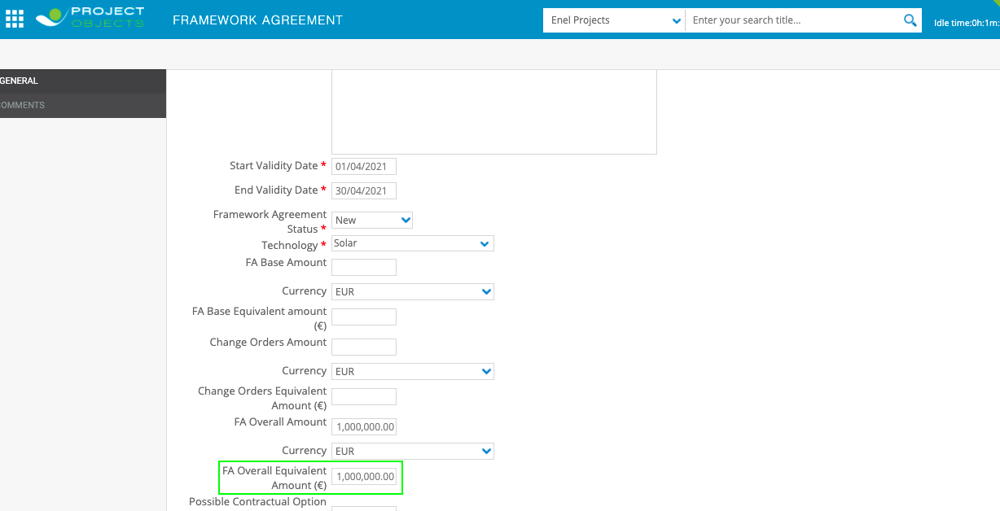 PROJECT
OBJECTS
FRAMEWORK AGREEMENT
Enel Projects
Enter your search title...
Idle time:0h:1m:
GENERAL
COMMENTS
Start Validity Date * 01/04/2021
End Validity Date * 30/04/2021
Framework Agreement
Status * New
Technology * Solar
FA Base Amount
Currency EUR
FA Base Equivalent amount
(€)
Change Orders Amount
Currency EUR
Change Orders Equivalent
Amount (€)
FA Overall Amount 1,000,000.00
Currency EUR
FA Overall Equivalent
Amount (€) 1,000,000.00
Possible Contractual Option